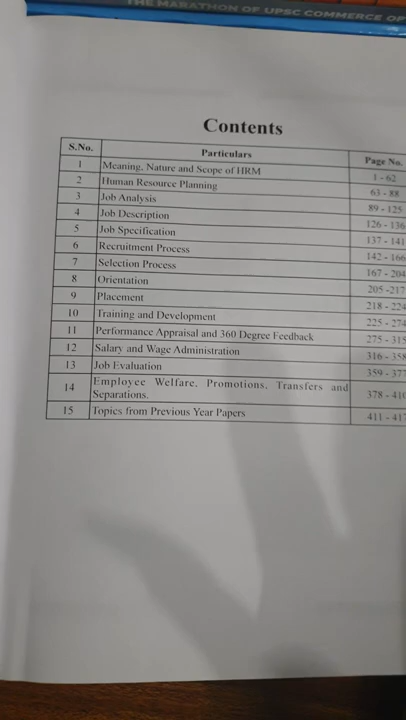 THE MARATHON OF UPSC COMMERCE OP
Contents
S.No. Particulars Page No.
1 Meaning, Nature and Scope of HRM 1 - 62
2 Human Resource Planning 63 - 88
3 Job Analysis 89 - 125
4 Job Description 126 - 136
5 Job Specification 137 - 141
6 Recruitment Process 142 - 166
7 Selection Process 167 - 204
8 Orientation 205 -217
9 Placement 218 - 224
10 Training and Development 225 - 274
11 Performance Appraisal and 360 Degree Feedback 275 - 315
12 Salary and Wage Administration 316 - 358
13 Job Evaluation 359 - 377
14 Employee Welfare, Promotions, Transfers and
Separations. 378 - 410
15 Topics from Previous Year Papers 411 - 417